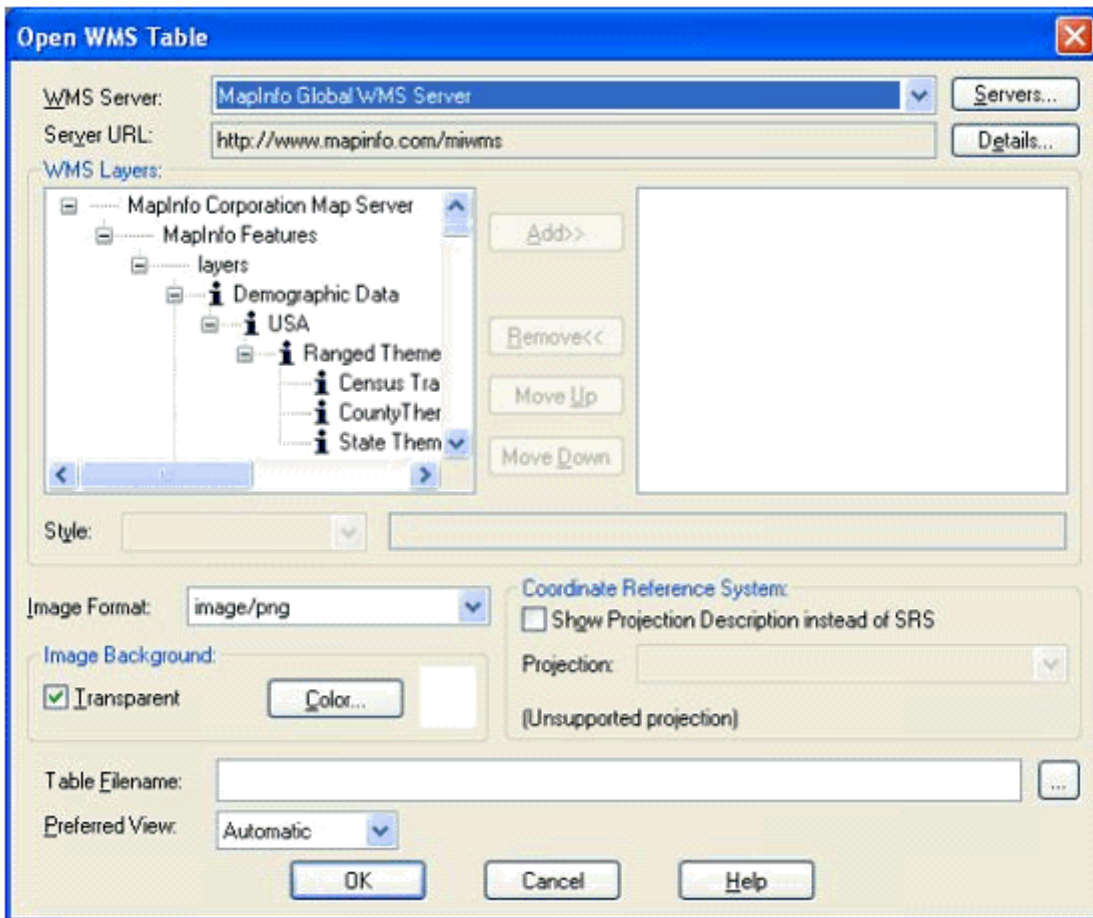 Open WMS Table
WMS Server: MapInfo Global WMS Server Servers...
Server URL: http://www.mapinfo.com/miwms Details...
WMS Layers:
MapInfo Corporation Map Server
MapInfo Features
layers
Demographic Data
USA
Ranged Theme
Census Tra
CountyTher
State Them
Add>>
Remove<<
Move Up
Move Down
Style:
Image Format: image/png
Image Background:
Transparent Color...
Coordinate Reference System:
Show Projection Description instead of SRS
Projection:
(Unsupported projection)
Table Filename: ...
Preferred View: Automatic
OK Cancel Help